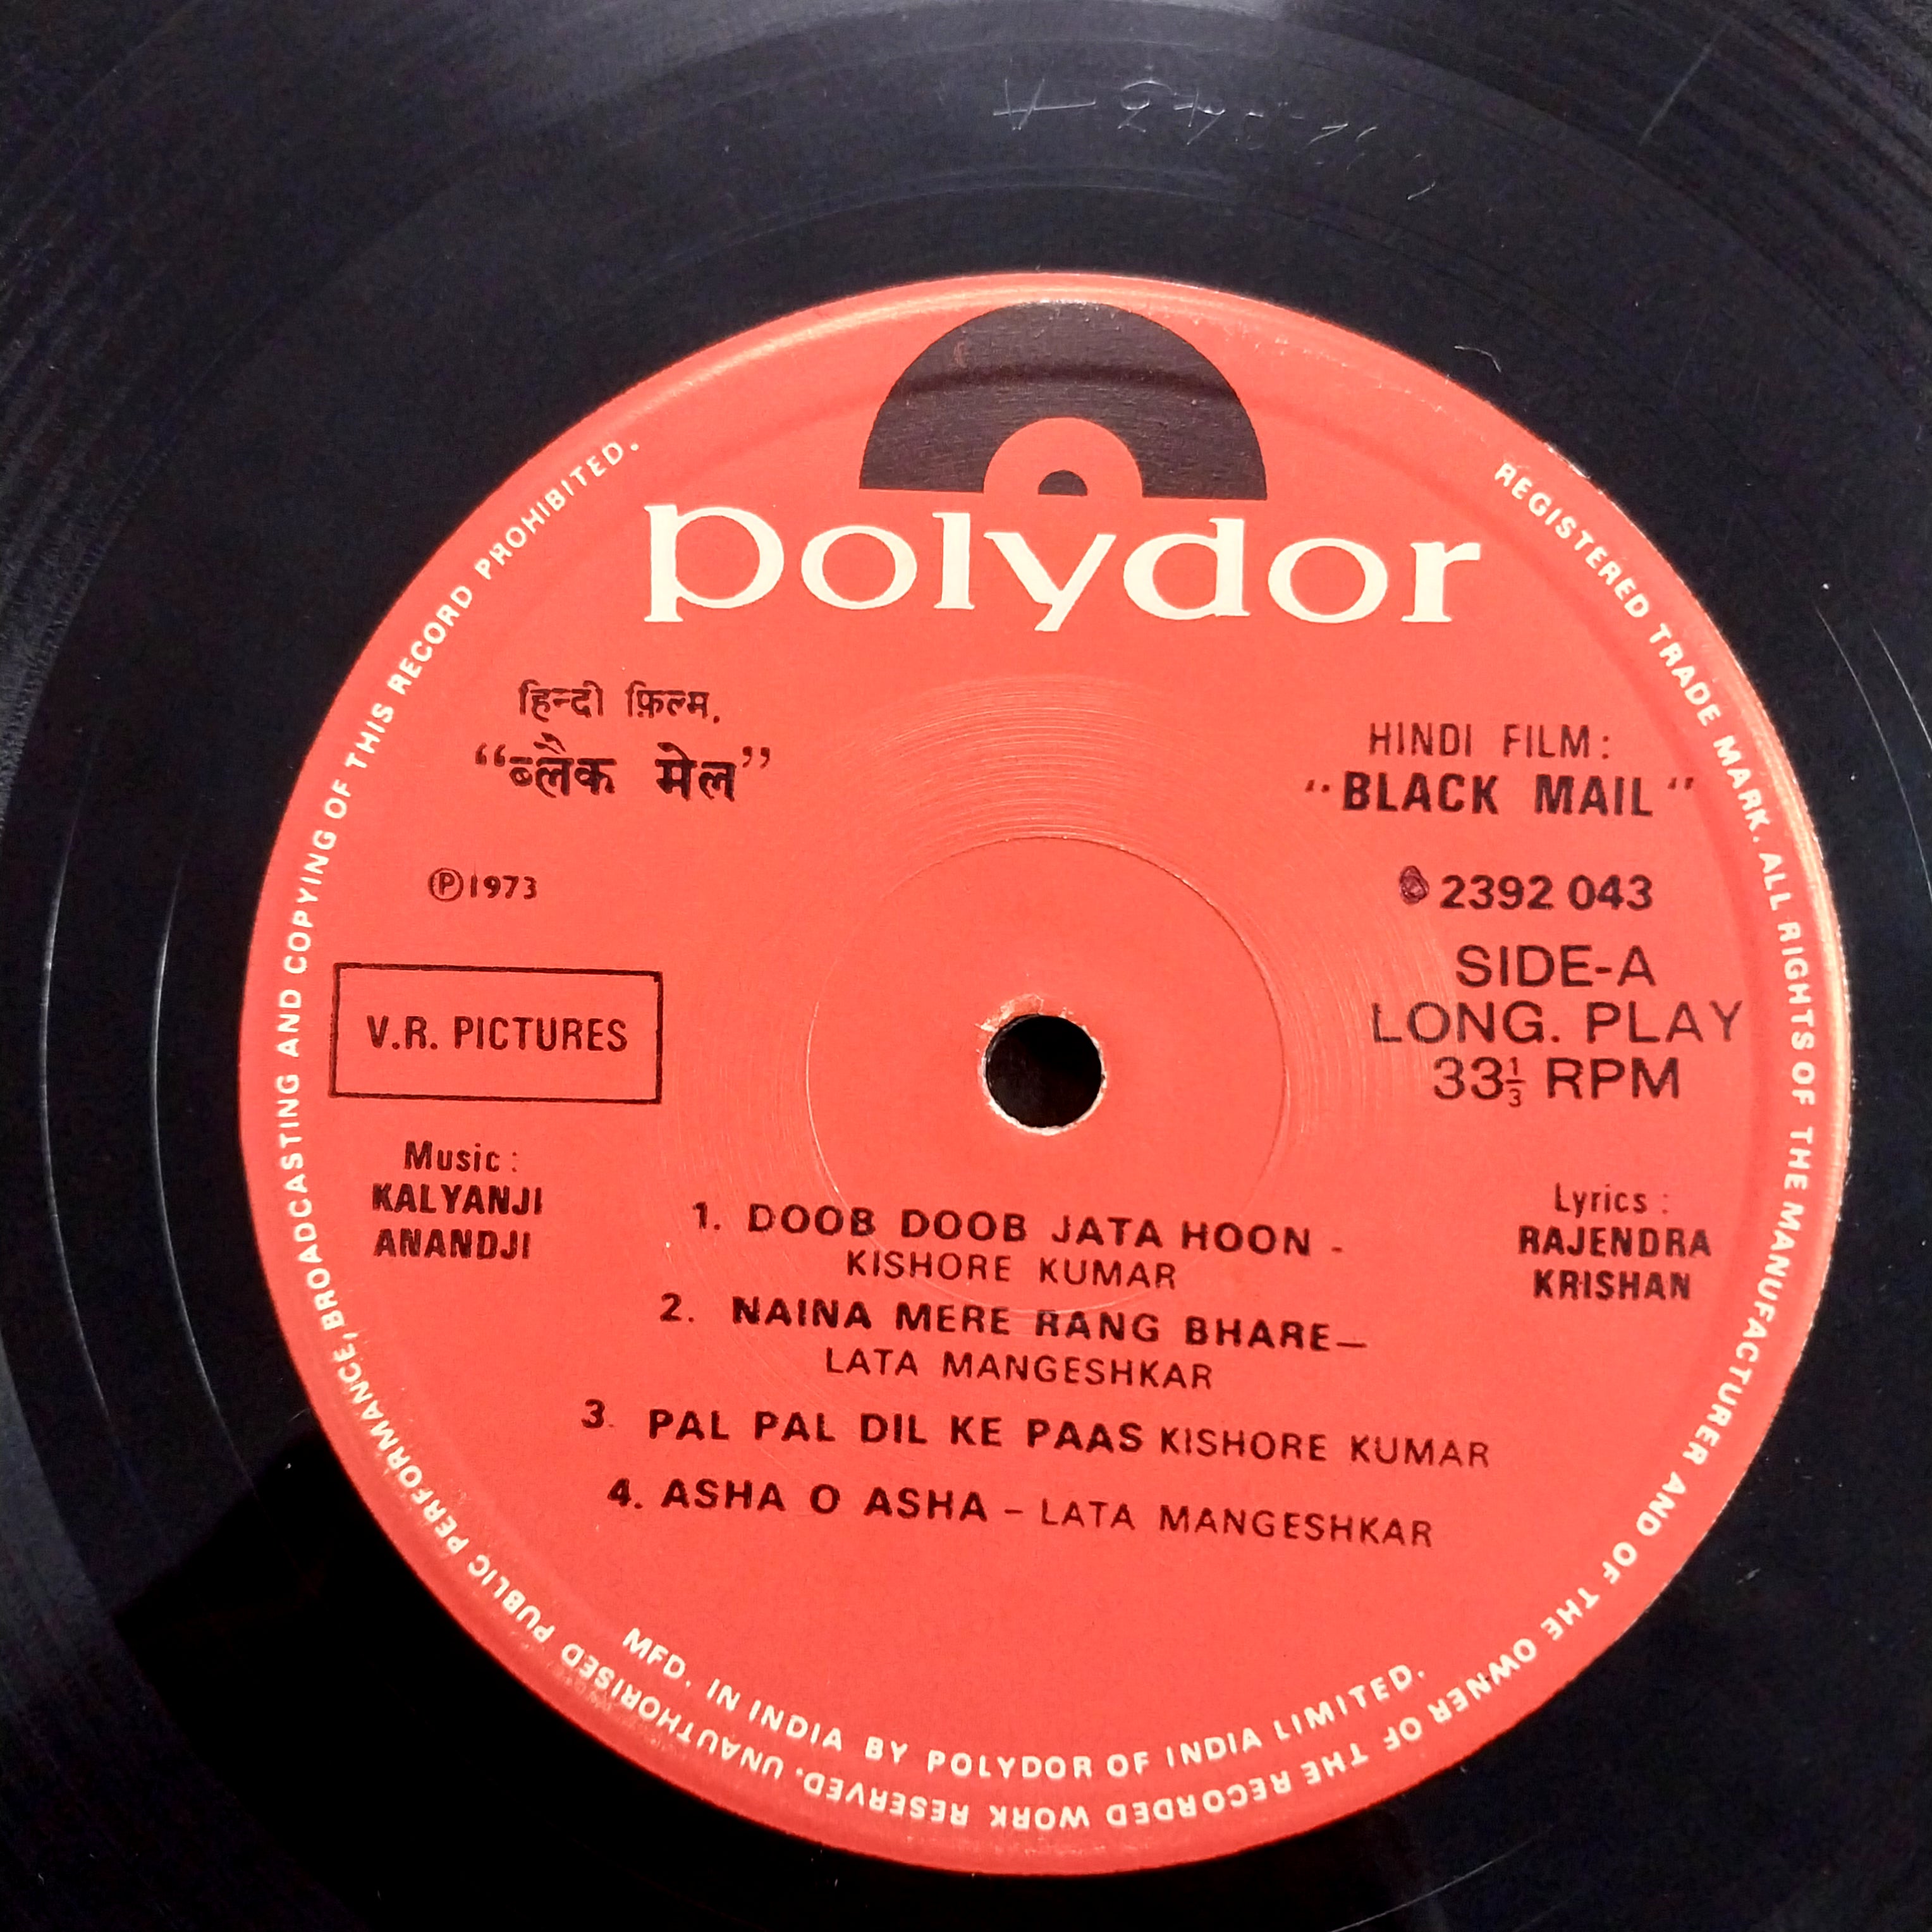 polydor
हिन्दी फ़िल्म.
“ब्लैक मेल”
℗1973
V.R. PICTURES
Music :
KALYANJI
ANANDJI
HINDI FILM :
"BLACK MAIL"
2392 043
SIDE-A
LONG. PLAY
33⅓ RPM
Lyrics :
RAJENDRA
KRISHAN
1. DOOB DOOB JATA HOON -
KISHORE KUMAR
2. NAINA MERE RANG BHARE—
LATA MANGESHKAR
3. PAL PAL DIL KE PAAS KISHORE KUMAR
4. ASHA O ASHA – LATA MANGESHKAR
MFD. IN INDIA BY POLYDOR OF INDIA LIMITED.
REGISTERED TRADE MARK. ALL RIGHTS OF THE MANUFACTURER AND OF THE OWNER OF THE RECORDED WORK RESERVED. UNAUTHORISED PUBLIC PERFORMANCE, BROADCASTING AND COPYING OF THIS RECORD PROHIBITED.